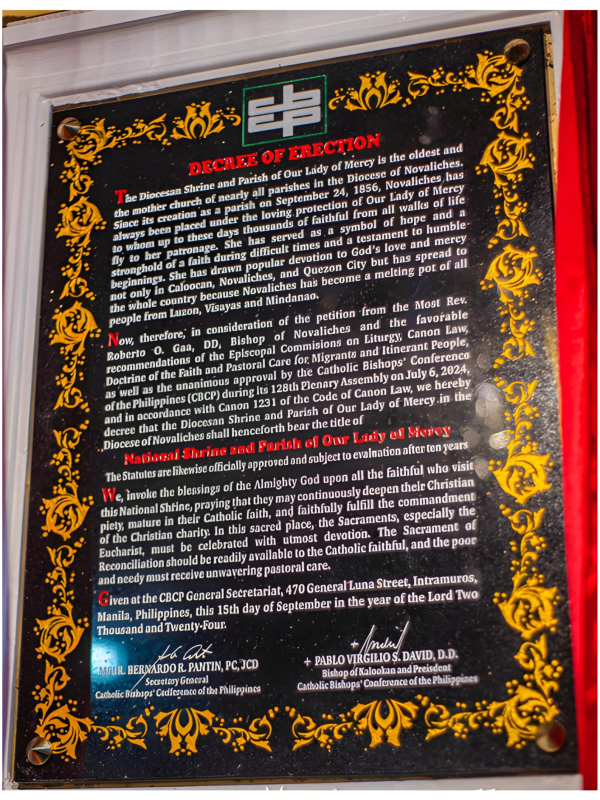 cb
cp
DECREE OF ERECTION
The Diocesan Shrine and Parish of Our Lady of Mercy is the oldest and
the mother church of nearly all parishes in the Diocese of Novaliches.
Since its creation as a parish on September 24, 1856, Novaliches has
always been placed under the loving protection of Our Lady of Mercy
to whom up to these days thousands of faithful from all walks of life
fly to her patronage. She has served as a symbol of hope and a
stronghold of a faith during difficult times and a testament to humble
beginnings. She has drawn popular devotion to God's love and mercy
not only in Caloocan, Novaliches, and Quezon City but has spread to
the whole country because Novaliches has become a melting pot of all
people from Luzon, Visayas and Mindanao.
Now, therefore, in consideration of the petition from the Most Rev.
Roberto O. Gaa, DD, Bishop of Novaliches and the favorable
recommendations of the Episcopal Commisions on Liturgy, Canon Law,
Doctrine of the Faith and Pastoral Care for Migrants and Itinerant People,
as well as the unanimous approval by the Catholic Bishops' Conference
of the Philippines (CBCP) during its 128th Plenary Assembly on July 6, 2024,
and in accordance with Canon 1231 of the Code of Canon Law, we hereby
decree that the Diocesan Shrine and Parish of Our Lady of Mercy in the
Diocese of Novaliches shall henceforth bear the title of
National Shrine and Parish of Our Lady of Mercy
The Statutes are likewise officially approved and subject to evalnation after ten years
We, invoke the blessings of the Almighty God upon all the faithful who visit
this National Shrine, praying that they may continuously deepen their Christian
piety, mature in their Catholic faith, and faithfully fulfill the commandment
of the Christian charity. In this sacred place, the Sacraments, especially the
Eucharist, must be celebrated with utmost devotion. The Sacrament of
Reconciliation should be readily available to the Catholic faithful, and the poor
and needy must receive unwavering pastoral care.
Given at the CBCP General Secretariat, 470 General Luna Street, Intramuros,
Manila, Philippines, this 15th day of September in the year of the Lord Two
Thousand and Twenty-Four.
BERNARDO R. PANTIN, PC, JCD
Secretary General
Catholic Bishops' Conference of the Philippines
+ PABLO VIRGILIO S. DAVID, D.D.
Bishop of Kalookan and Preisdent
Catholic Bishops' Conference of the Philippines